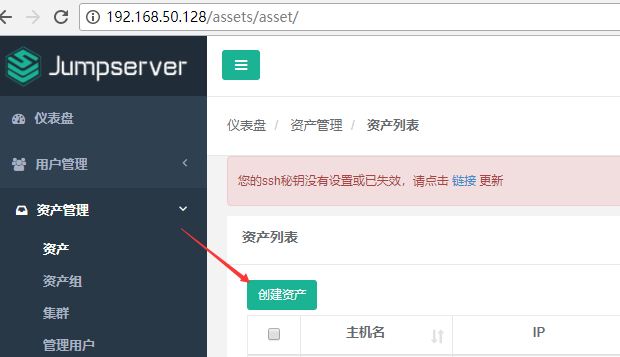 192.168.50.128/assets/asset/
Jumpserver
仪表盘
用户管理
资产管理
资产
资产组
集群
管理用户
仪表盘 / 资产管理 / 资产列表
您的ssh秘钥没有设置或已失效，请点击 链接 更新
资产列表
创建资产
主机名 IP